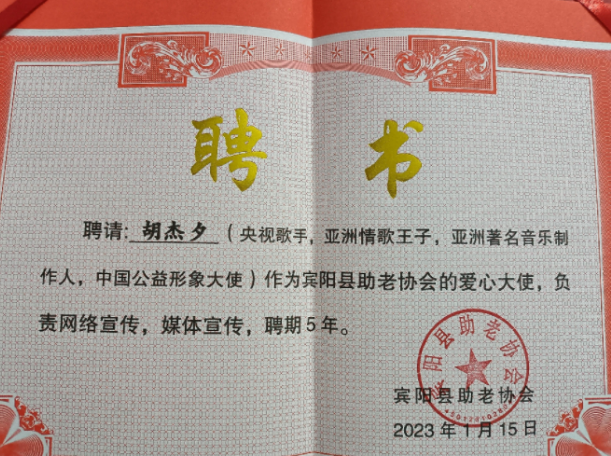 聘书
聘请:胡杰夕（央视歌手，亚洲情歌王子，亚洲著名音乐制
作人，中国公益形象大使）作为宾阳县助老协会的爱心大使，负
责网络宣传，媒体宣传，聘期5年。
宾阳县助老协会
宾阳县助老协会
2023年1月15日